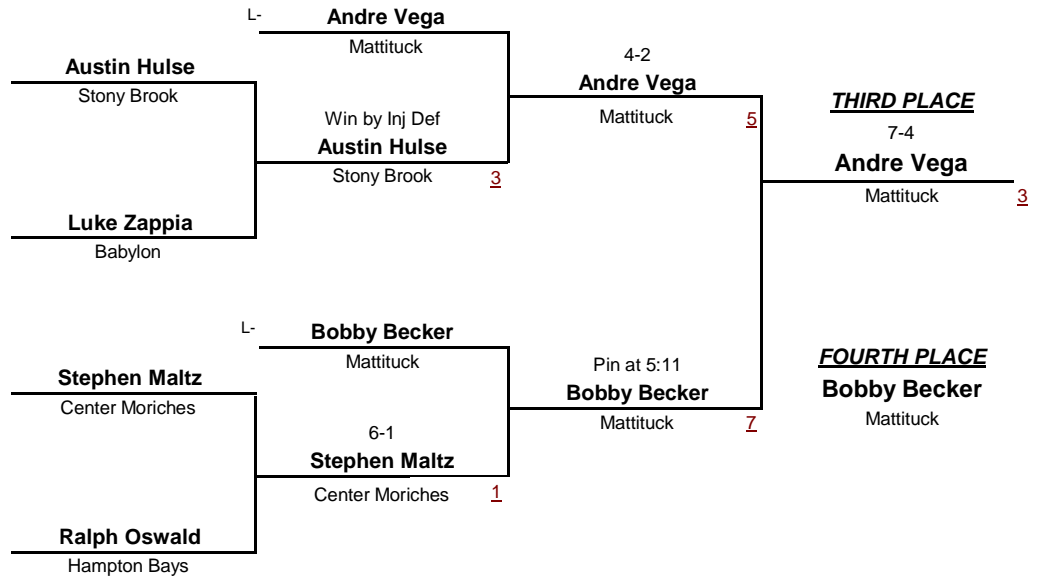 L-
Andre Vega
Mattituck
Austin Hulse
Stony Brook
Win by Inj Def
Austin Hulse
Stony Brook
3
Luke Zappia
Babylon
4-2
Andre Vega
Mattituck
5
THIRD PLACE
7-4
Andre Vega
Mattituck
3
L-
Bobby Becker
Mattituck
Stephen Maltz
Center Moriches
6-1
Stephen Maltz
Center Moriches
1
Ralph Oswald
Hampton Bays
Pin at 5:11
Bobby Becker
Mattituck
7
FOURTH PLACE
Bobby Becker
Mattituck